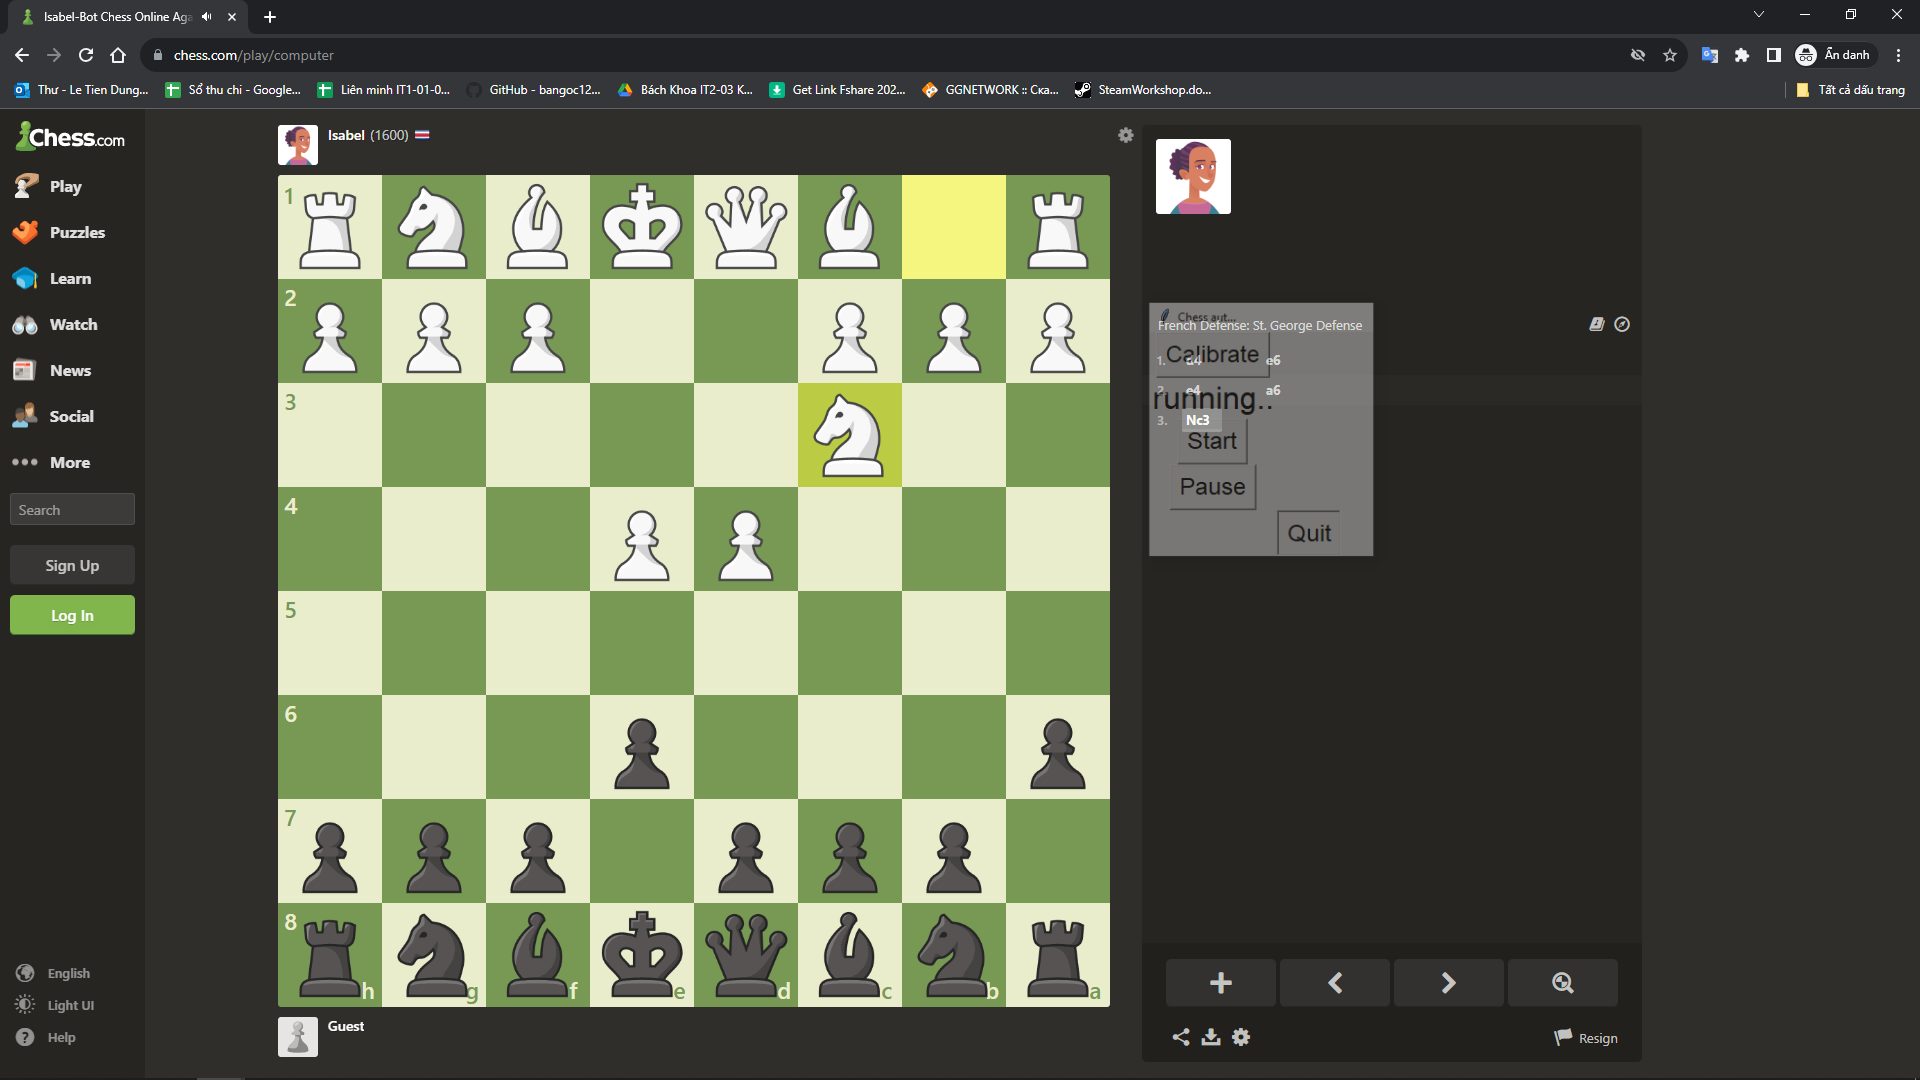 Isabel-Bot Chess Online Aga
chess.com/play/computer
Ẩn danh
Thư - Le Tien Dung...
Sổ thu chi - Google...
Liên minh IT1-01-0...
GitHub - bangoc12...
Bách Khoa IT2-03 K...
Get Link Fshare 202...
GGNETWORK :: Ска...
SteamWorkshop.do...
Tất cả dấu trang
Chess.com
Play
Puzzles
Learn
Watch
News
Social
More
Search
Sign Up
Log In
English
Light UI
Help
Isabel (1600)
1
2
3
4
5
6
7
8
h g f e d c b a
Guest
Chess aut...
French Defense: St. George Defense
Calibrate
1. d4 e6
2. e4 a6
running..
3. Nc3
Start
Pause
Quit
Resign